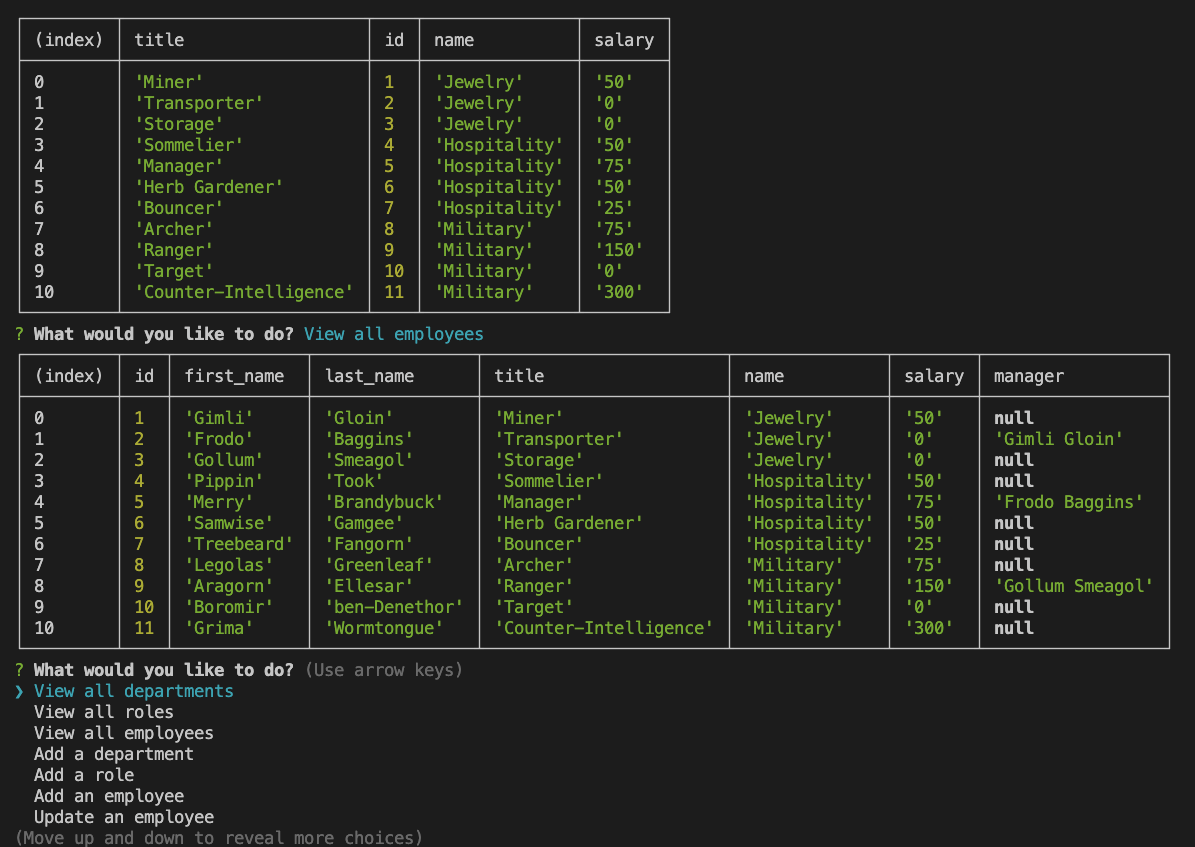 (index) title id name salary
0 'Miner' 1 'Jewelry' '50'
1 'Transporter' 2 'Jewelry' '0'
2 'Storage' 3 'Jewelry' '0'
3 'Sommelier' 4 'Hospitality' '50'
4 'Manager' 5 'Hospitality' '75'
5 'Herb Gardener' 6 'Hospitality' '50'
6 'Bouncer' 7 'Hospitality' '25'
7 'Archer' 8 'Military' '75'
8 'Ranger' 9 'Military' '150'
9 'Target' 10 'Military' '0'
10 'Counter-Intelligence' 11 'Military' '300'
? What would you like to do? View all employees
(index) id first_name last_name title name salary manager
0 1 'Gimli' 'Gloin' 'Miner' 'Jewelry' '50' null
1 2 'Frodo' 'Baggins' 'Transporter' 'Jewelry' '0' 'Gimli Gloin'
2 3 'Gollum' 'Smeagol' 'Storage' 'Jewelry' '0' null
3 4 'Pippin' 'Took' 'Sommelier' 'Hospitality' '50' null
4 5 'Merry' 'Brandybuck' 'Manager' 'Hospitality' '75' 'Frodo Baggins'
5 6 'Samwise' 'Gamgee' 'Herb Gardener' 'Hospitality' '50' null
6 7 'Treebeard' 'Fangorn' 'Bouncer' 'Hospitality' '25' null
7 8 'Legolas' 'Greenleaf' 'Archer' 'Military' '75' null
8 9 'Aragorn' 'Ellesar' 'Ranger' 'Military' '150' 'Gollum Smeagol'
9 10 'Boromir' 'ben-Denethor' 'Target' 'Military' '0' null
10 11 'Grima' 'Wormtongue' 'Counter-Intelligence' 'Military' '300' null
? What would you like to do? (Use arrow keys)
❯ View all departments
View all roles
View all employees
Add a department
Add a role
Add an employee
Update an employee
(Move up and down to reveal more choices)